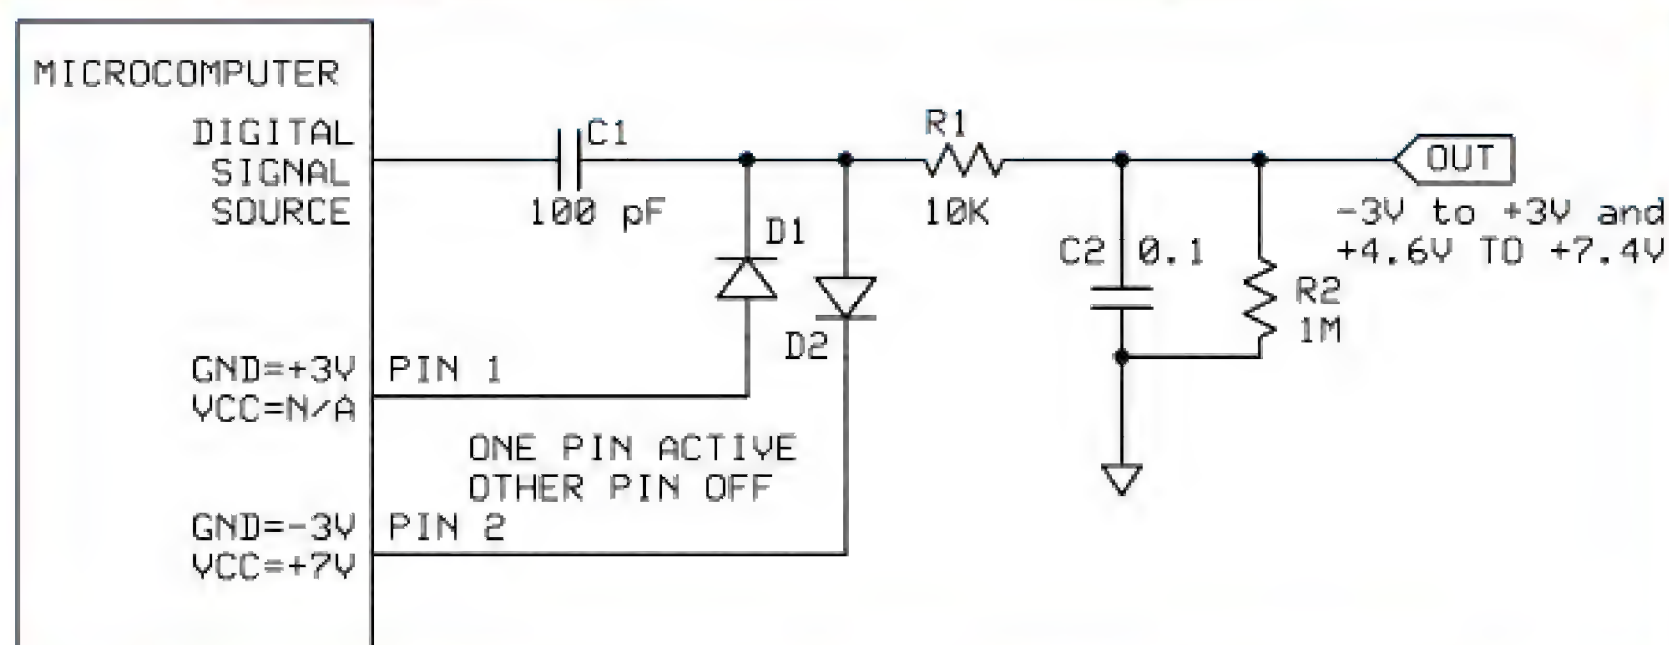 MICROCOMPUTER
DIGITAL
SIGNAL
SOURCE
C1
100 pF
R1
10K
OUT
-3V to +3V and
+4.6V TO +7.4V
D1
C2 0.1
R2
1M
D2
GND=+3V PIN 1
VCC=N/A
ONE PIN ACTIVE
OTHER PIN OFF
GND=-3V PIN 2
VCC=+7V